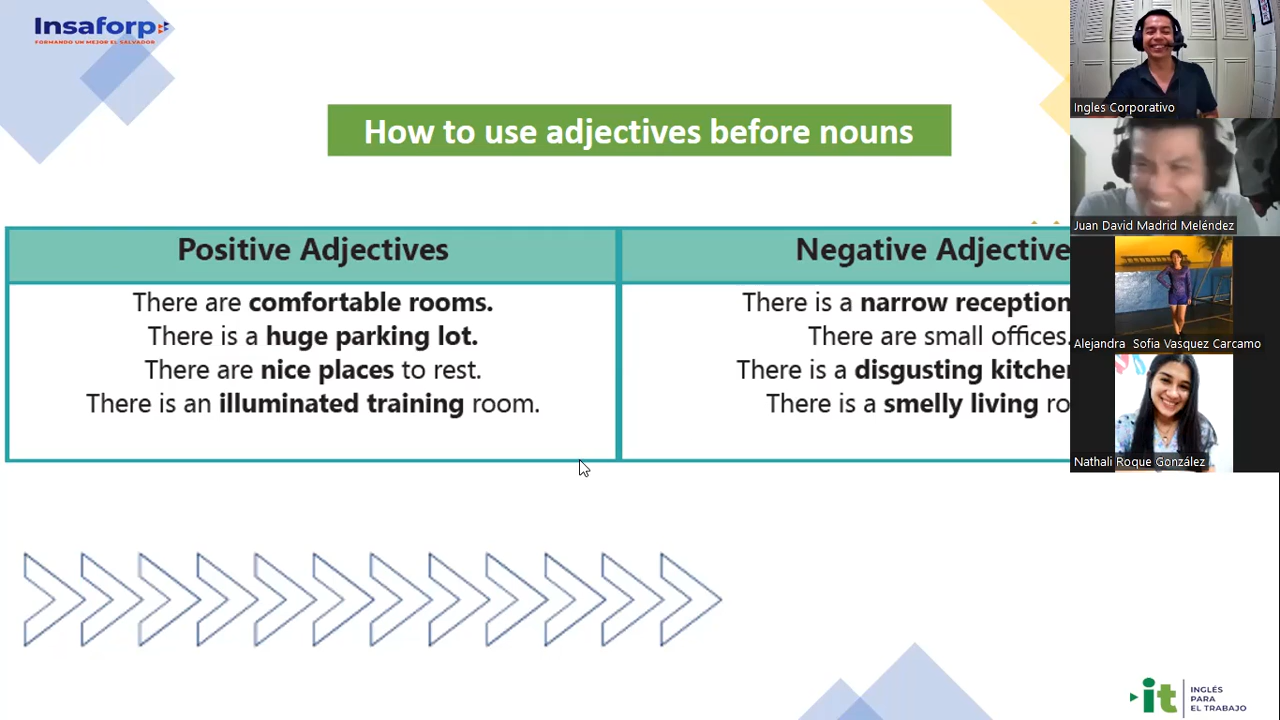 Insaforp
FORMANDO UN MEJOR EL SALVADOR
How to use adjectives before nouns
Positive Adjectives
There are comfortable rooms.
There is a huge parking lot.
There are nice places to rest.
There is an illuminated training room.
Negative Adjective
There is a narrow reception
There are small offices.
There is a disgusting kitchen
There is a smelly living ro
Ingles Corporativo
Juan David Madrid Meléndez
Alejandra Sofia Vasquez Carcamo
Nathali Roque González
it
INGLÉS
PARA
EL TRABAJO